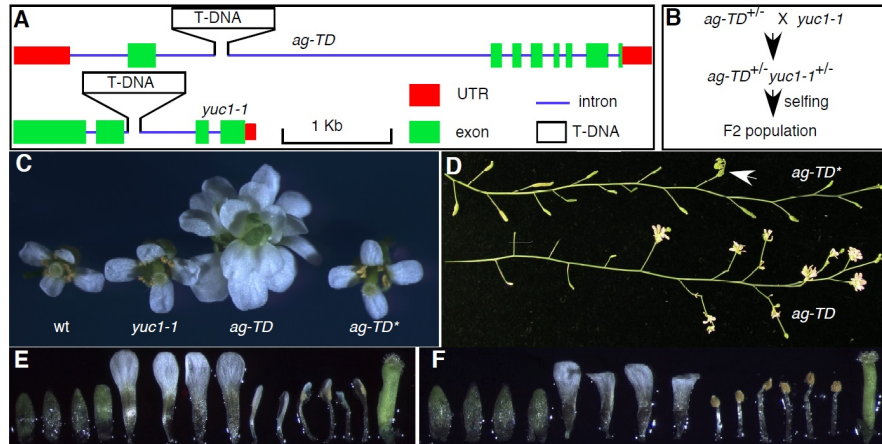 A
T-DNA
ag-TD
T-DNA
yuc1-1
UTR
intron
exon
1 Kb
T-DNA
B
ag-TD+/- X yuc1-1
ag-TD+/- yuc1-1+/-
selfing
F2 population
C
wt
yuc1-1
ag-TD
ag-TD*
D
ag-TD*
ag-TD
E
F